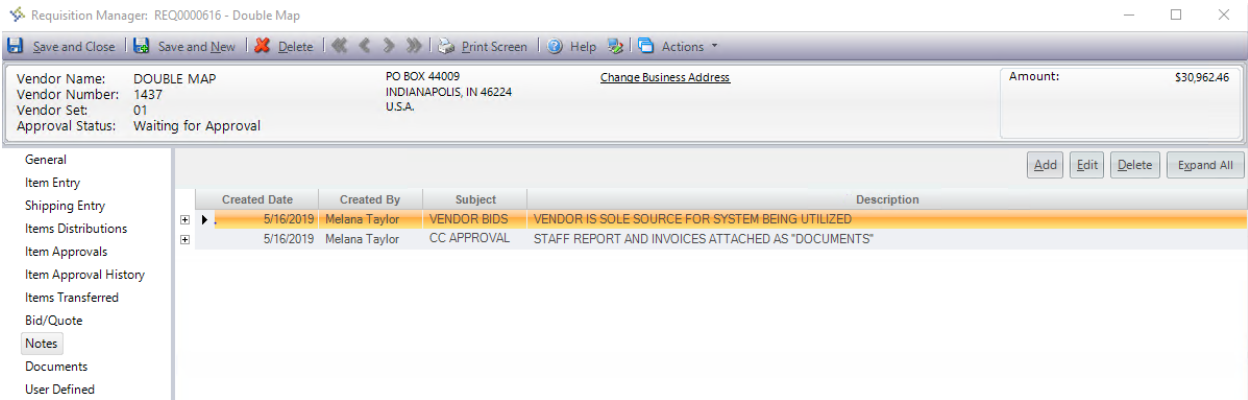 Requisition Manager: REQ0000616 - Double Map
Save and Close Save and New Delete Print Screen Help Actions
Vendor Name: DOUBLE MAP PO BOX 44009 Change Business Address Amount: $30,962.46
Vendor Number: 1437 INDIANAPOLIS, IN 46224
Vendor Set: 01 U.S.A.
Approval Status: Waiting for Approval
General Add Edit Delete Expand All
Item Entry
Shipping Entry Created Date Created By Subject Description
Items Distributions 5/16/2019 Melana Taylor VENDOR BIDS VENDOR IS SOLE SOURCE FOR SYSTEM BEING UTILIZED
Item Approvals 5/16/2019 Melana Taylor CC APPROVAL STAFF REPORT AND INVOICES ATTACHED AS "DOCUMENTS"
Item Approval History
Items Transferred
Bid/Quote
Notes
Documents
User Defined